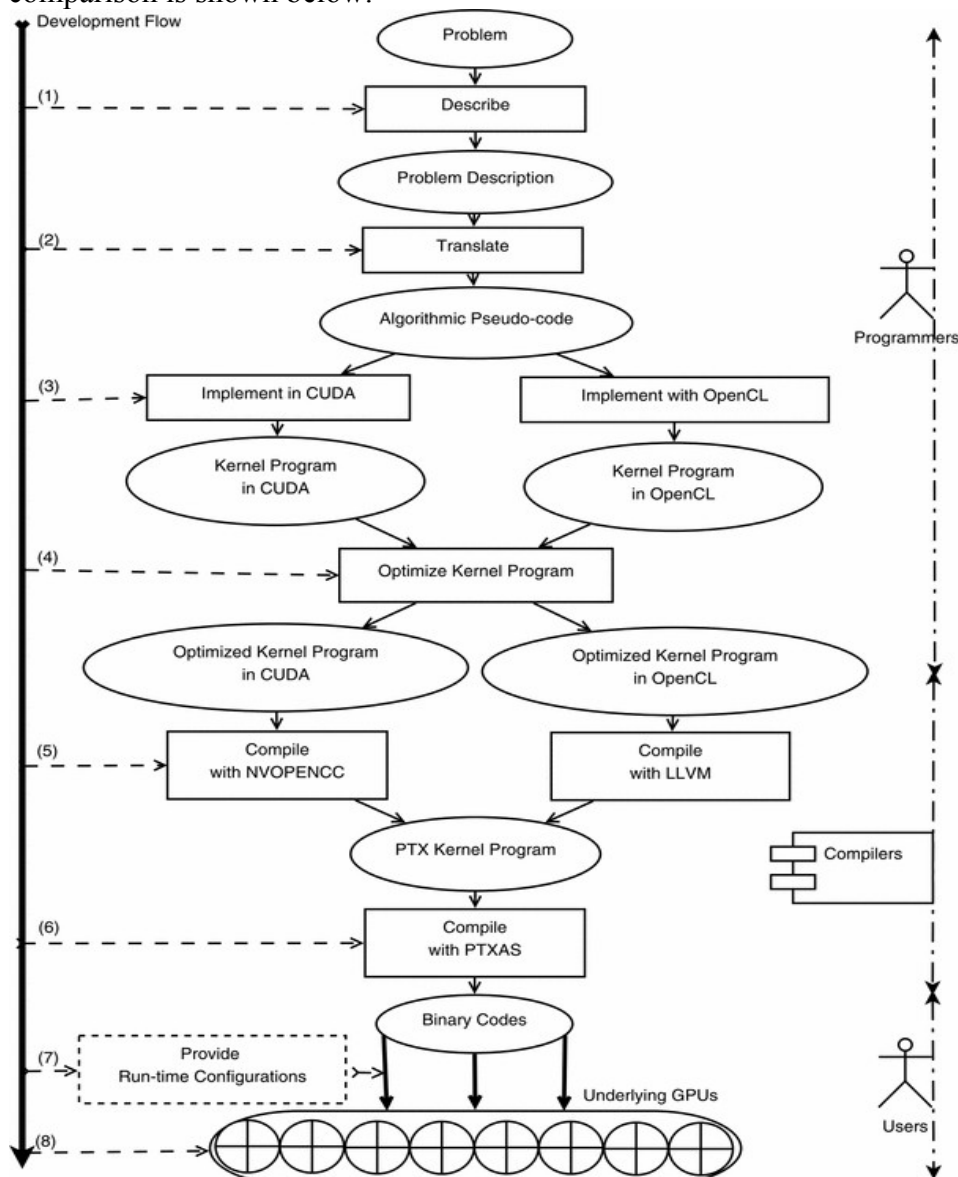 comparison is shown below.
Development Flow
Problem
(1)
Describe
Problem Description
(2)
Translate
Algorithmic Pseudo-code
Programmers
(3)
Implement in CUDA
Implement with OpenCL
Kernel Program
in CUDA
Kernel Program
in OpenCL
(4)
Optimize Kernel Program
Optimized Kernel Program
in CUDA
Optimized Kernel Program
in OpenCL
(5)
Compile
with NVOPENCC
Compile
with LLVM
PTX Kernel Program
Compilers
(6)
Compile
with PTXAS
Binary Codes
(7)
Provide
Run-time Configurations
Underlying GPUs
Users
(8)